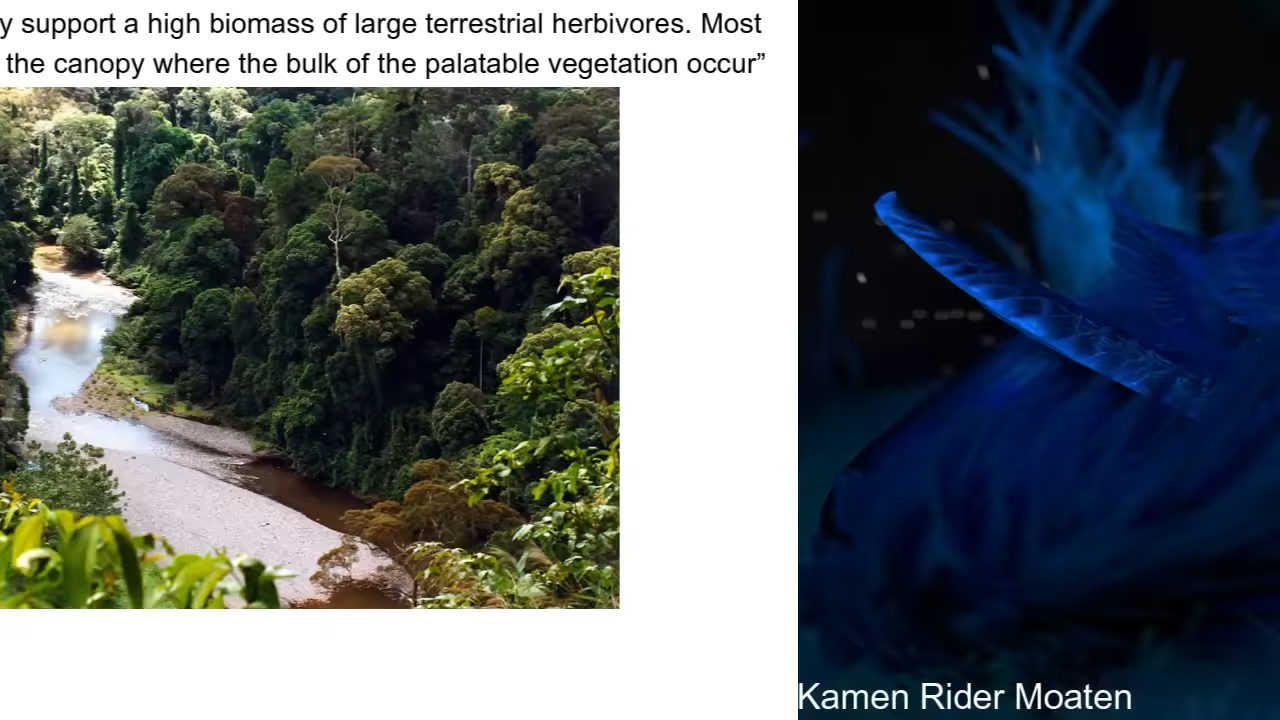 y support a high biomass of large terrestrial herbivores. Most
the canopy where the bulk of the palatable vegetation occur”
Kamen Rider Moaten